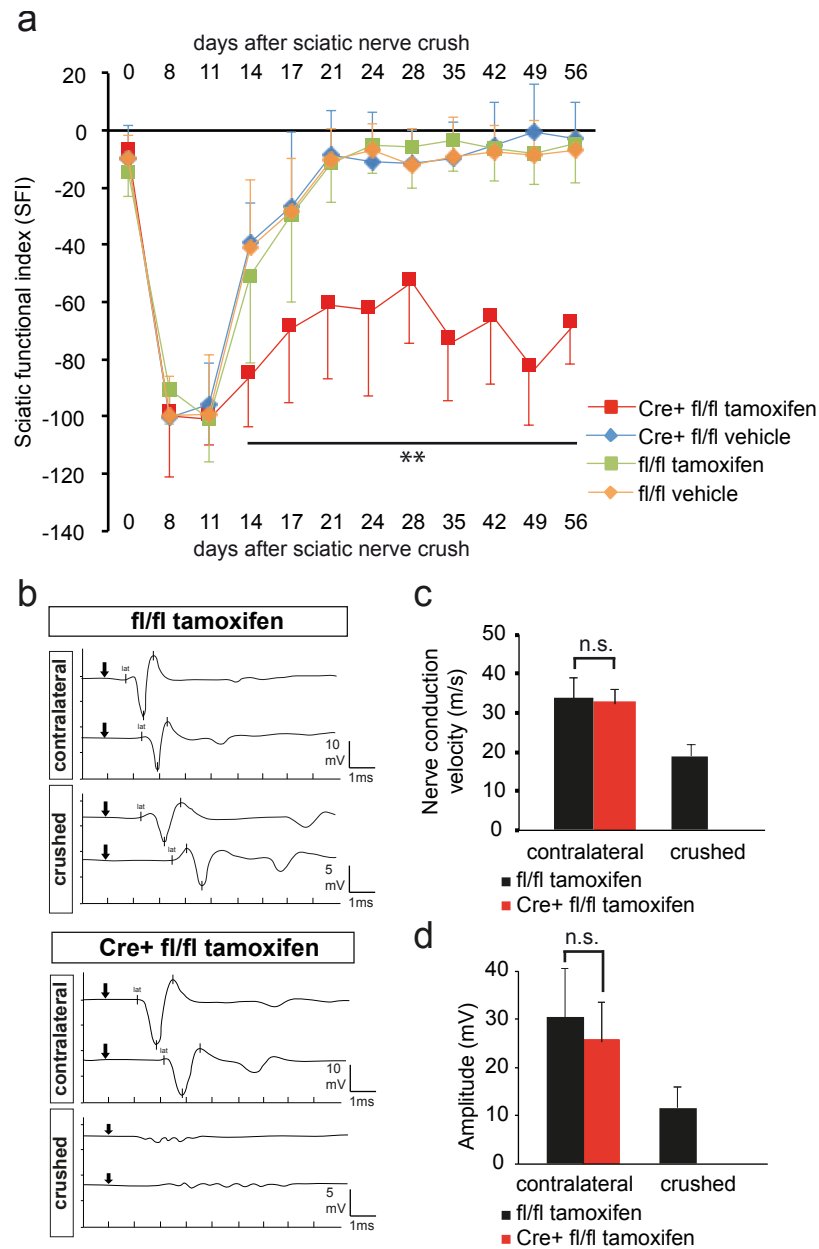 a
days after sciatic nerve crush
0 8 11 14 17 21 24 28 35 42 49 56
Sciatic functional index (SFI)
20
0
-20
-40
-60
-80
-100
-120
-140
**
Cre+ fl/fl tamoxifen
Cre+ fl/fl vehicle
fl/fl tamoxifen
fl/fl vehicle
0 8 11 14 17 21 24 28 35 42 49 56
days after sciatic nerve crush
b
fl/fl tamoxifen
contralateral
lat
lat
10
mV
1ms
crushed
lat
lat
5
mV
1ms
Cre+ fl/fl tamoxifen
contralateral
lat
lat
10
mV
1ms
crushed
5
mV
1ms
c
Nerve conduction
velocity (m/s)
50
40
30
20
10
0
n.s.
contralateral crushed
fl/fl tamoxifen
Cre+ fl/fl tamoxifen
d
Amplitude (mV)
40
30
20
10
0
n.s.
contralateral crushed
fl/fl tamoxifen
Cre+ fl/fl tamoxifen